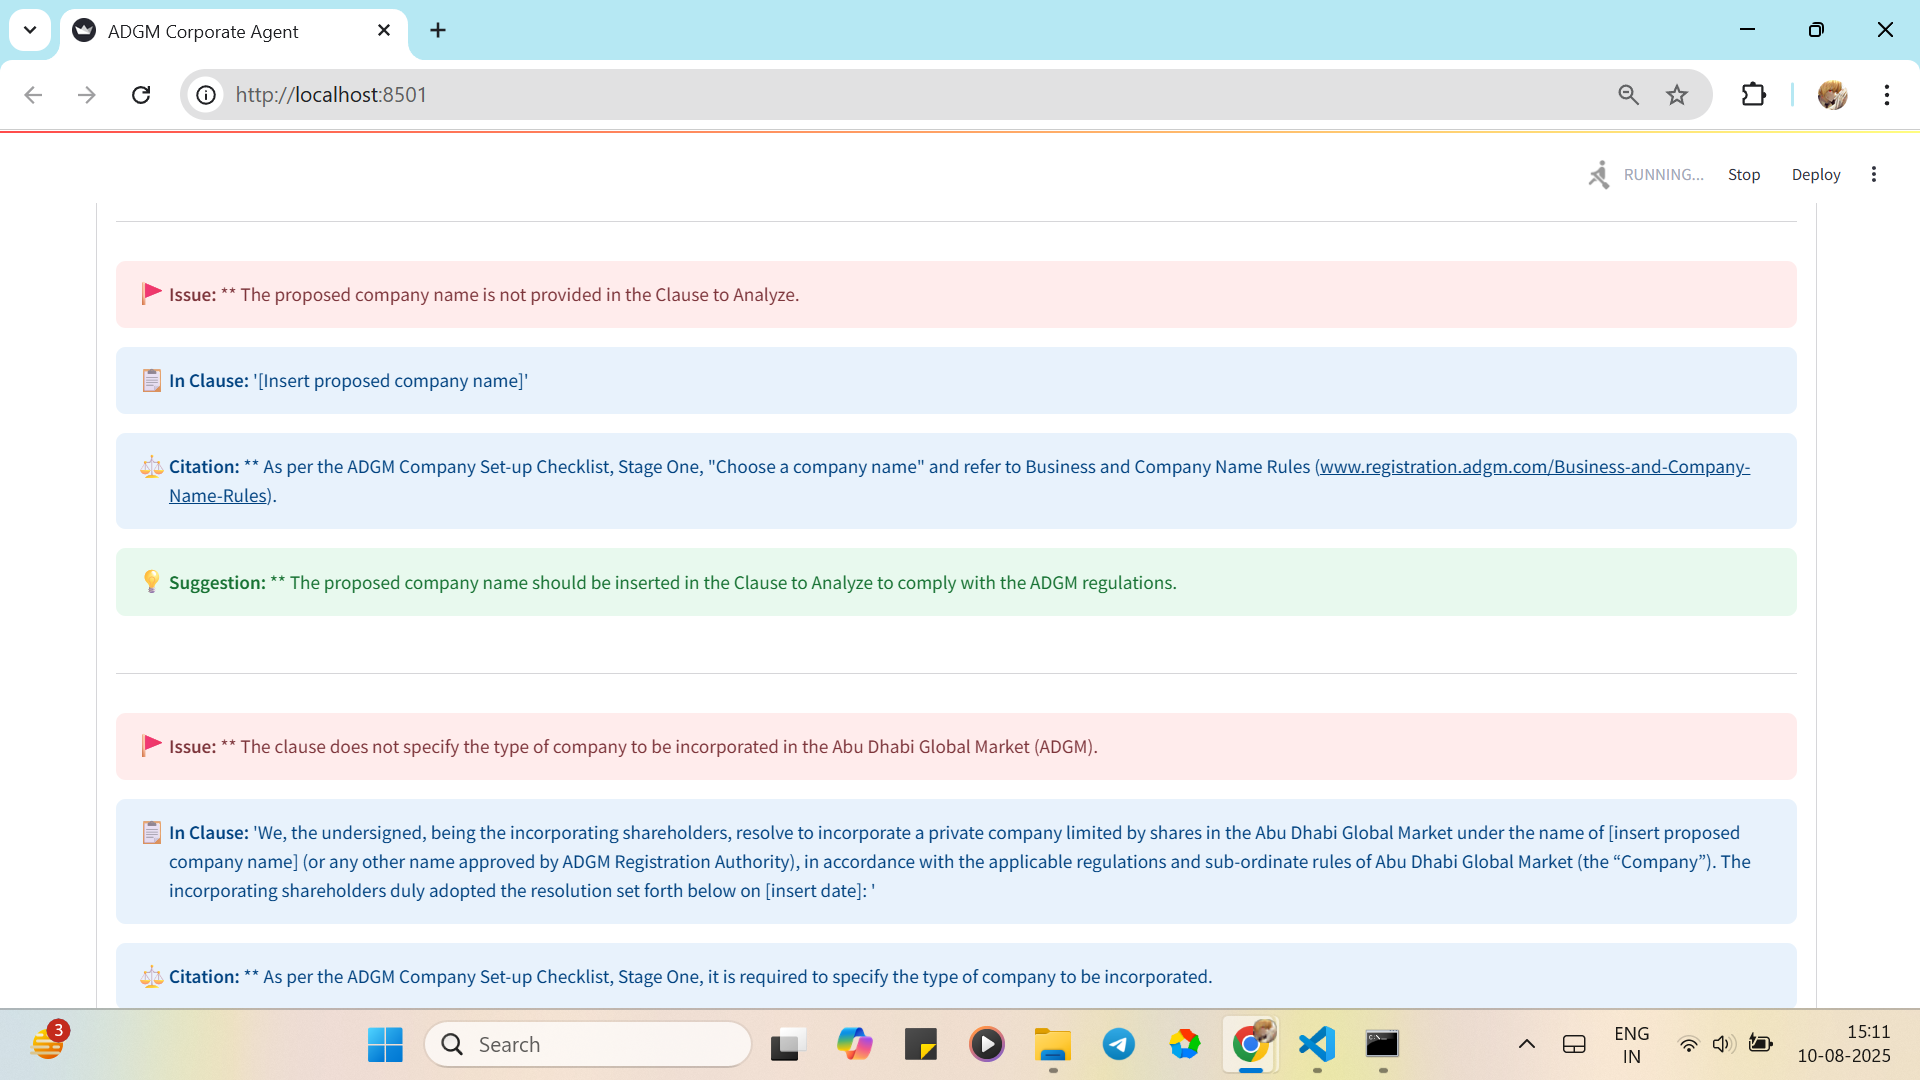 ADGM Corporate Agent
http://localhost:8501
RUNNING...
Stop
Deploy
Issue: ** The proposed company name is not provided in the Clause to Analyze.
In Clause: '[Insert proposed company name]'
Citation: ** As per the ADGM Company Set-up Checklist, Stage One, "Choose a company name" and refer to Business and Company Name Rules (www.registration.adgm.com/Business-and-Company-
Name-Rules).
Suggestion: ** The proposed company name should be inserted in the Clause to Analyze to comply with the ADGM regulations.
Issue: ** The clause does not specify the type of company to be incorporated in the Abu Dhabi Global Market (ADGM).
In Clause: 'We, the undersigned, being the incorporating shareholders, resolve to incorporate a private company limited by shares in the Abu Dhabi Global Market under the name of [insert proposed
company name] (or any other name approved by ADGM Registration Authority), in accordance with the applicable regulations and sub-ordinate rules of Abu Dhabi Global Market (the “Company”). The
incorporating shareholders duly adopted the resolution set forth below on [insert date]: '
Citation: ** As per the ADGM Company Set-up Checklist, Stage One, it is required to specify the type of company to be incorporated.
3
Search
ENG
IN
15:11
10-08-2025